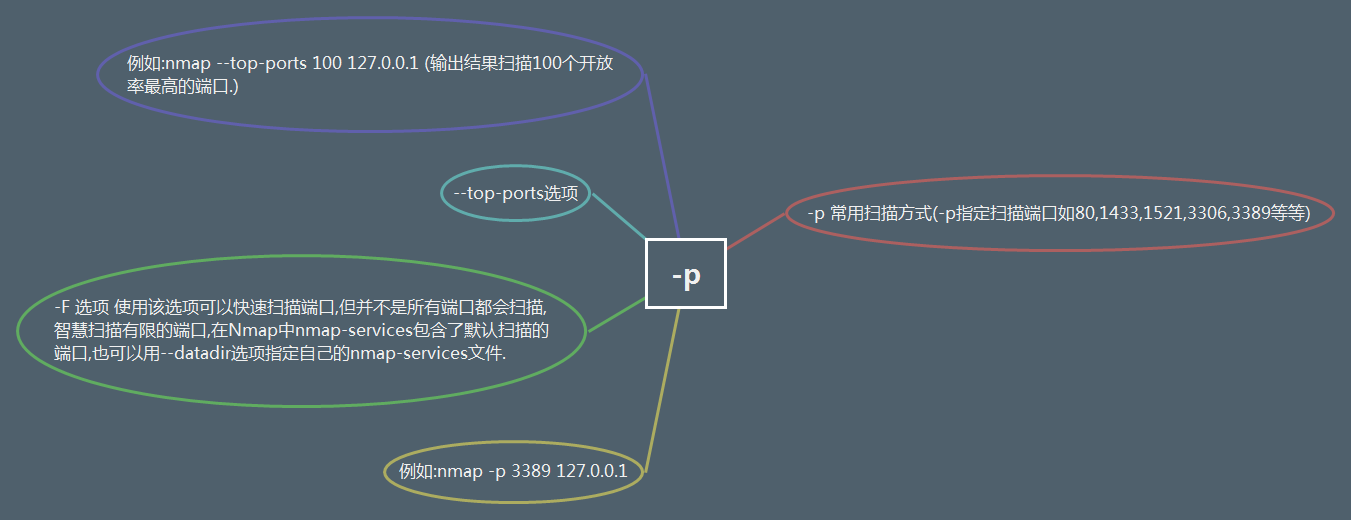 例如:nmap --top-ports 100 127.0.0.1 (输出结果扫描100个开放
率最高的端口.)
--top-ports选项
-p 常用扫描方式(-p指定扫描端口如80,1433,1521,3306,3389等等)
-p
-F 选项 使用该选项可以快速扫描端口,但并不是所有端口都会扫描,
智慧扫描有限的端口,在Nmap中nmap-services包含了默认扫描的
端口,也可以用--datadir选项指定自己的nmap-services文件.
例如:nmap -p 3389 127.0.0.1